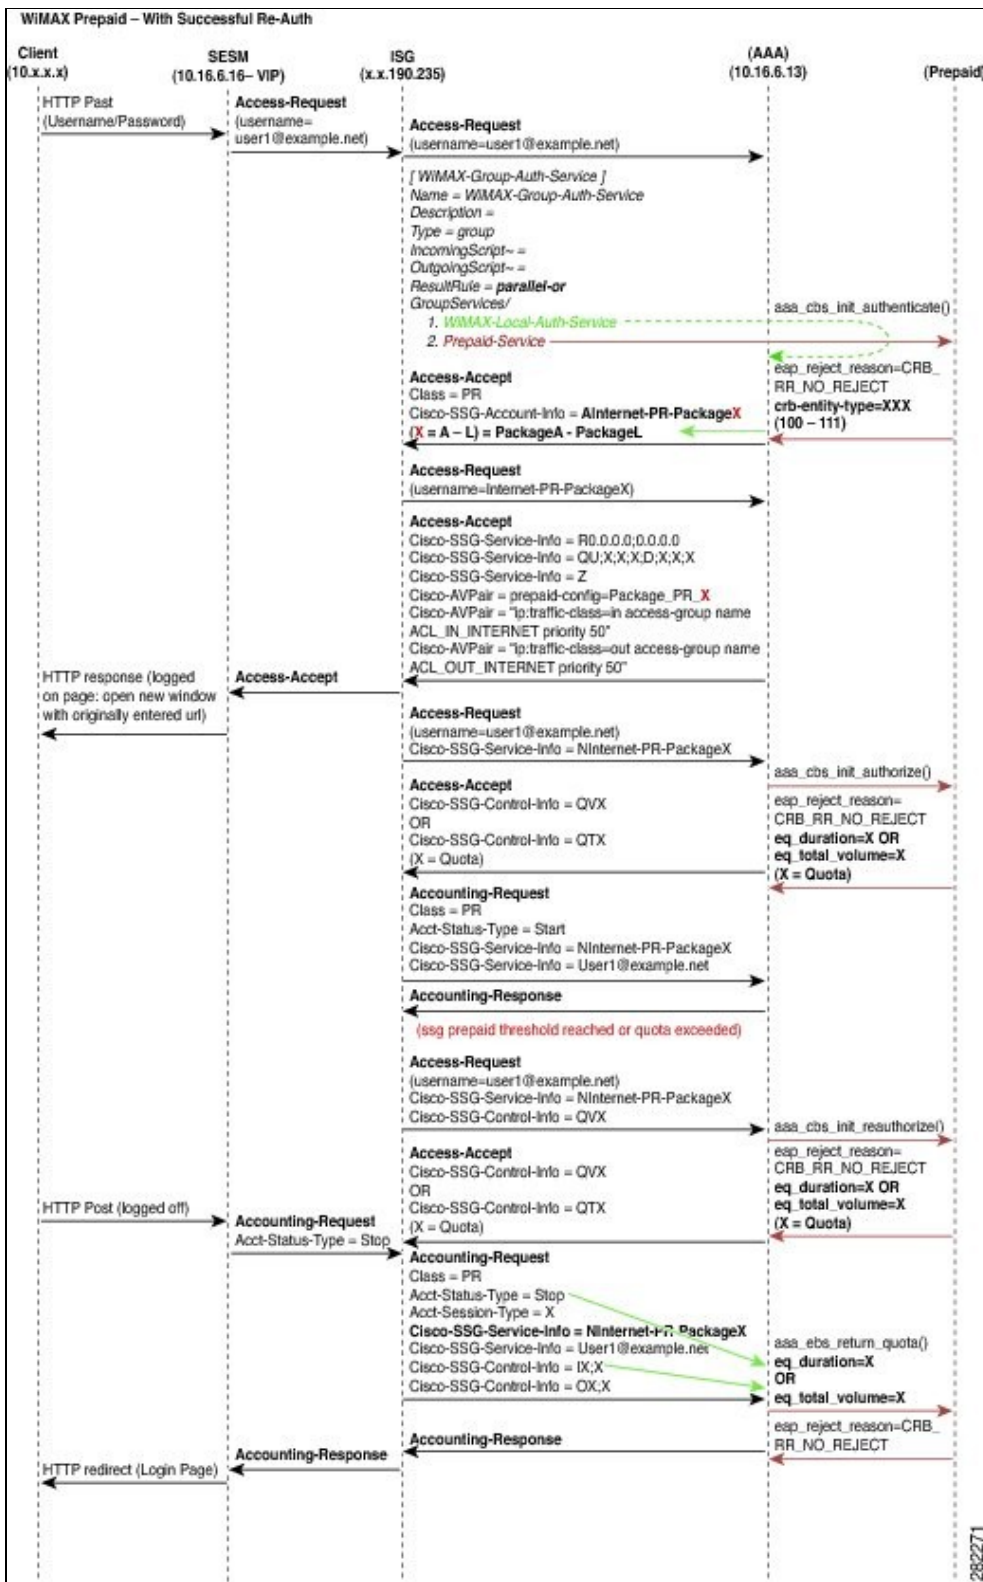 WiMAX Prepaid – With Successful Re-Auth
Client
(10.x.x.x)
SESM
(10.16.6.16– VIP)
ISG
(x.x.190.235)
(AAA)
(10.16.6.13)
(Prepaid)
HTTP Past
(Username/Password)
Access-Request
(username=
user1@example.net)
Access-Request
(username=user1@example.net)
[ WiMAX-Group-Auth-Service ]
Name = WiMAX-Group-Auth-Service
Description =
Type = group
IncomingScript~ =
OutgoingScript~ =
ResultRule = parallel-or
GroupServices/
1. WiMAX-Local-Auth-Service
2. Prepaid-Service
aaa_cbs_init_authenticate()
eap_reject_reason=CRB_
RR_NO_REJECT
crb-entity-type=XXX
(100 – 111)
Access-Accept
Class = PR
Cisco-SSG-Account-Info = AInternet-PR-PackageX
(X = A – L) = PackageA - PackageL
Access-Request
(username=Internet-PR-PackageX)
Access-Accept
Cisco-SSG-Service-Info = R0.0.0.0;0.0.0.0
Cisco-SSG-Service-Info = QU;X;X;X;D;X;X;X
Cisco-SSG-Service-Info = Z
Cisco-AVPair = prepaid-config=Package_PR_X
Cisco-AVPair = "ip:traffic-class=in access-group name
ACL_IN_INTERNET priority 50"
Cisco-AVPair = "ip:traffic-class=out access-group name
ACL_OUT_INTERNET priority 50"
HTTP response (logged
on page: open new window
with originally entered url)
Access-Accept
Access-Request
(username=user1@example.net)
Cisco-SSG-Service-Info = NInternet-PR-PackageX
aaa_cbs_init_authorize()
Access-Accept
Cisco-SSG-Control-Info = QVX
OR
Cisco-SSG-Control-Info = QTX
(X = Quota)
eap_reject_reason=
CRB_RR_NO_REJECT
eq_duration=X OR
eq_total_volume=X
(X = Quota)
Accounting-Request
Class = PR
Acct-Status-Type = Start
Cisco-SSG-Service-Info = NInternet-PR-PackageX
Cisco-SSG-Service-Info = User1@example.net
Accounting-Response
(ssg prepaid threshold reached or quota exceeded)
Access-Request
(username=user1@example.net)
Cisco-SSG-Service-Info = NInternet-PR-PackageX
Cisco-SSG-Control-Info = QVX
aaa_cbs_init_reauthorize()
Access-Accept
Cisco-SSG-Control-Info = QVX
OR
Cisco-SSG-Control-Info = QTX
(X = Quota)
eap_reject_reason=
CRB_RR_NO_REJECT
eq_duration=X OR
eq_total_volume=X
(X = Quota)
HTTP Post (logged off)
Accounting-Request
Acct-Status-Type = Stop
Accounting-Request
Class = PR
Acct-Status-Type = Stop
Acct-Session-Type = X
Cisco-SSG-Service-Info = NInternet-PR-PackageX
Cisco-SSG-Service-Info = User1@example.net
Cisco-SSG-Control-Info = IX;X
Cisco-SSG-Control-Info = OX;X
aaa_ebs_return_quota()
eq_duration=X
OR
eq_total_volume=X
eap_reject_reason=CRB_
RR_NO_REJECT
Accounting-Response
Accounting-Response
HTTP redirect (Login Page)
282271